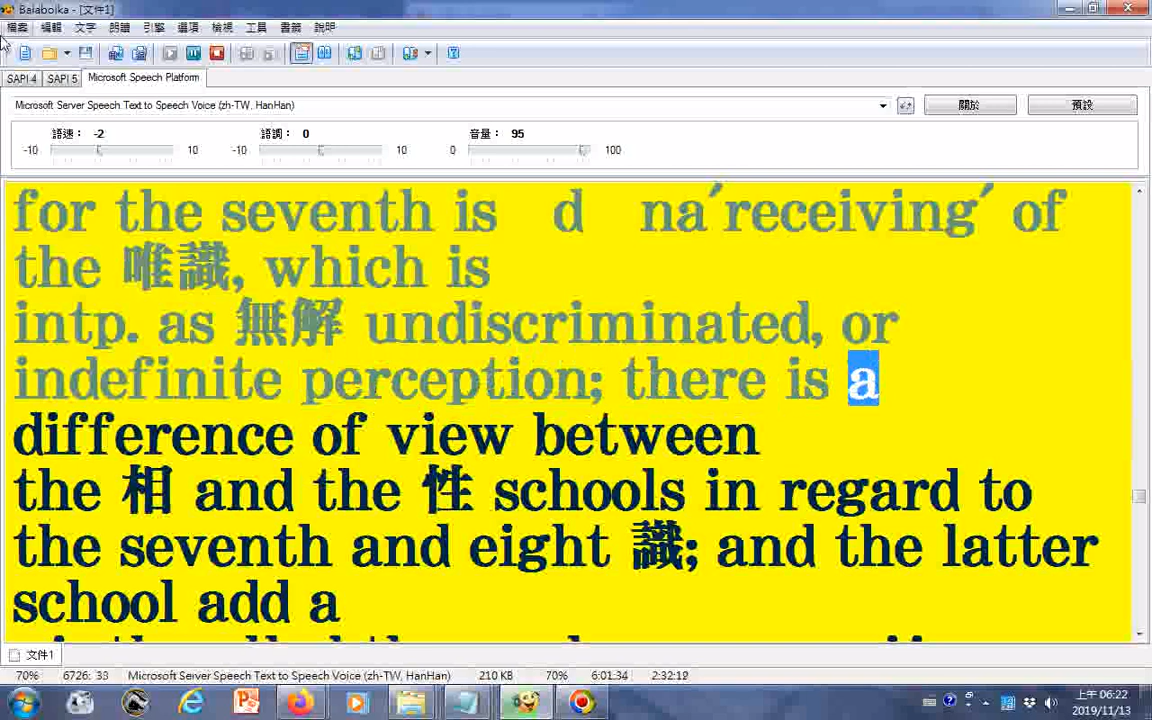 Balabolka - [文件1]
檔案 編輯 文字 朗讀 引擎 選項 檢視 工具 書籤 說明
SAPI 4 SAPI 5 Microsoft Speech Platform
Microsoft Server Speech Text to Speech Voice (zh-TW, HanHan) 關於 預設
語速: -2 語調: 0 音量: 95
-10 10 -10 10 0 100
for the seventh is d na'receiving' of
the 唯識, which is
intp. as 無解 undiscriminated, or
indefinite perception; there is a
difference of view between
the 相 and the 性 schools in regard to
the seventh and eight 識; and the latter
school add a
文件1
70% 6726: 33 Microsoft Server Speech Text to Speech Voice (zh-TW, HanHan) 210 KB 70% 6:01:34 2:32:19
上午 06:22
2019/11/13